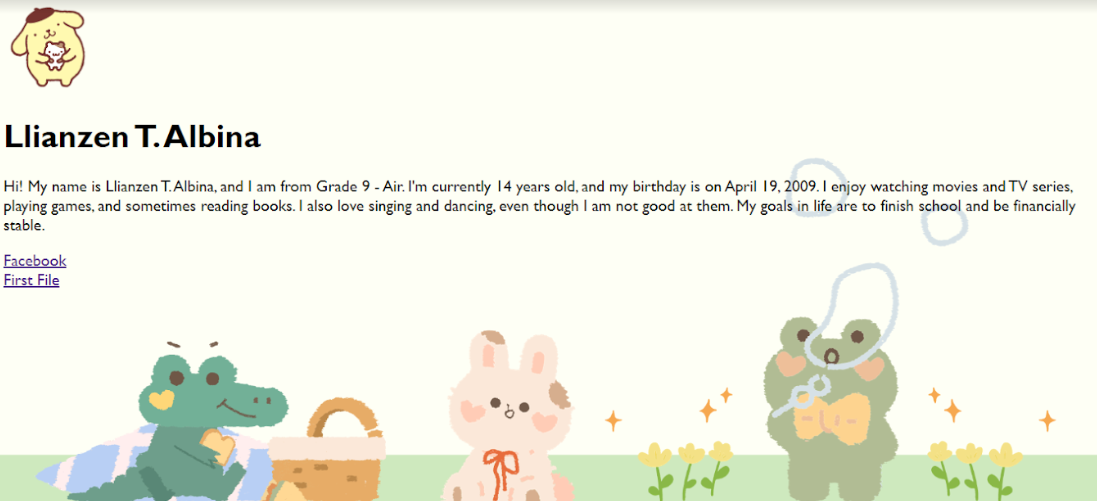 Llianzen T. Albina
Hi! My name is Llianzen T. Albina, and I am from Grade 9 - Air. I'm currently 14 years old, and my birthday is on April 19, 2009. I enjoy watching movies and TV series,
playing games, and sometimes reading books. I also love singing and dancing, even though I am not good at them. My goals in life are to finish school and be financially
stable.
Facebook
First File